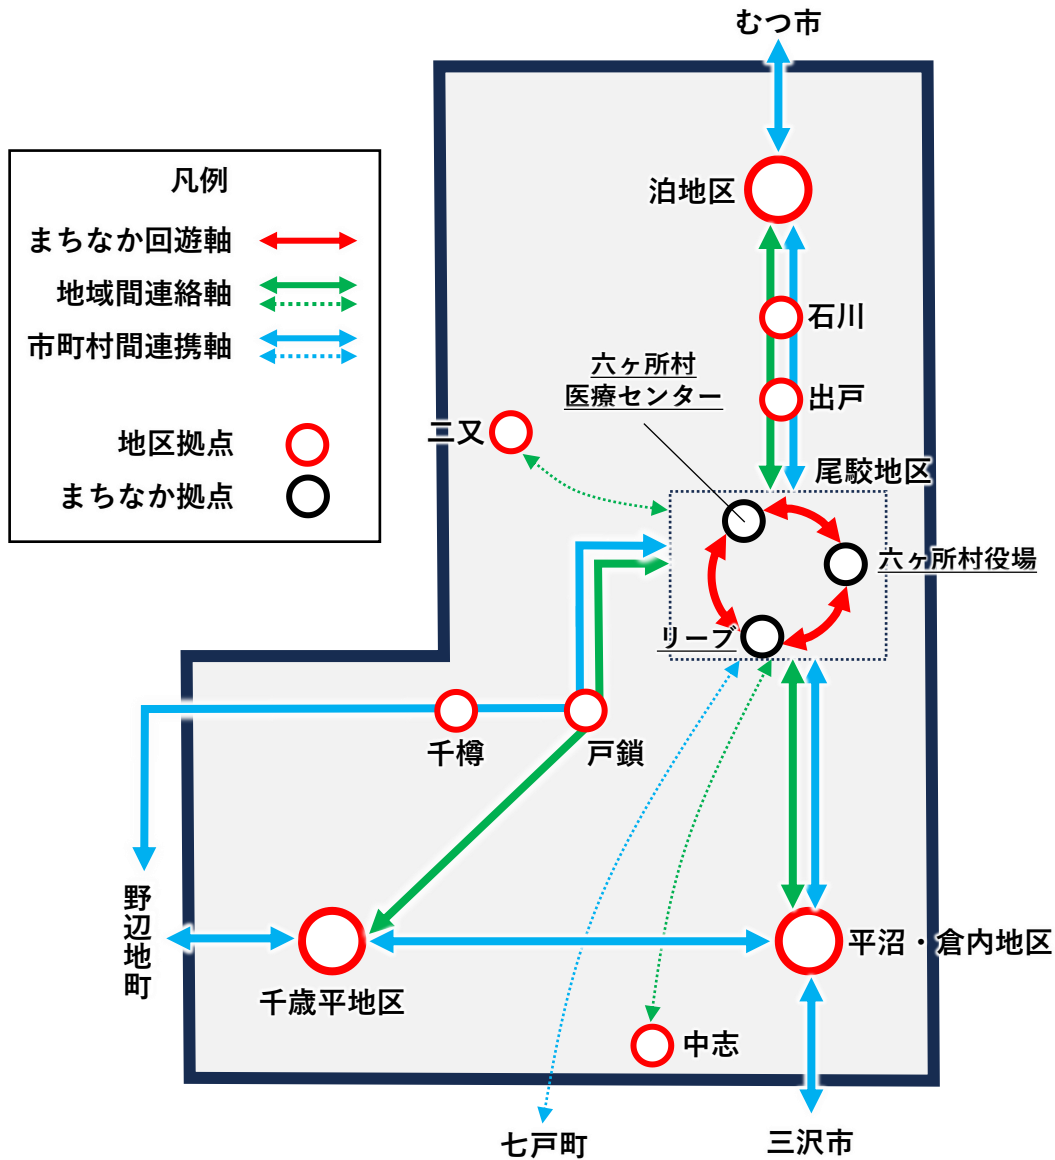 むつ市
凡例
まちなか回遊軸
地域間連絡軸
市町村間連携軸
地区拠点
まちなか拠点
泊地区
石川
出戸
六ヶ所村
医療センター
二又
尾駮地区
六ヶ所村役場
リーブ
千樽
戸鎖
野辺地町
千歳平地区
平沼・倉内地区
中志
七戸町
三沢市